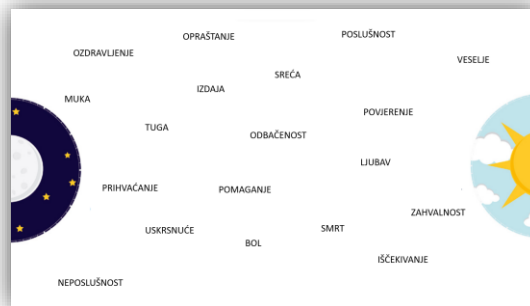 OPRAŠTANJE
POSLUŠNOST
OZDRAVLJENJE
VESELJE
SREĆA
IZDAJA
MUKA
POVJERENJE
TUGA
ODBAČENOST
LJUBAV
PRIHVAĆANJE
POMAGANJE
ZAHVALNOST
USKRSNUĆE
SMRT
BOL
IŠČEKIVANJE
NEPOSLUŠNOST